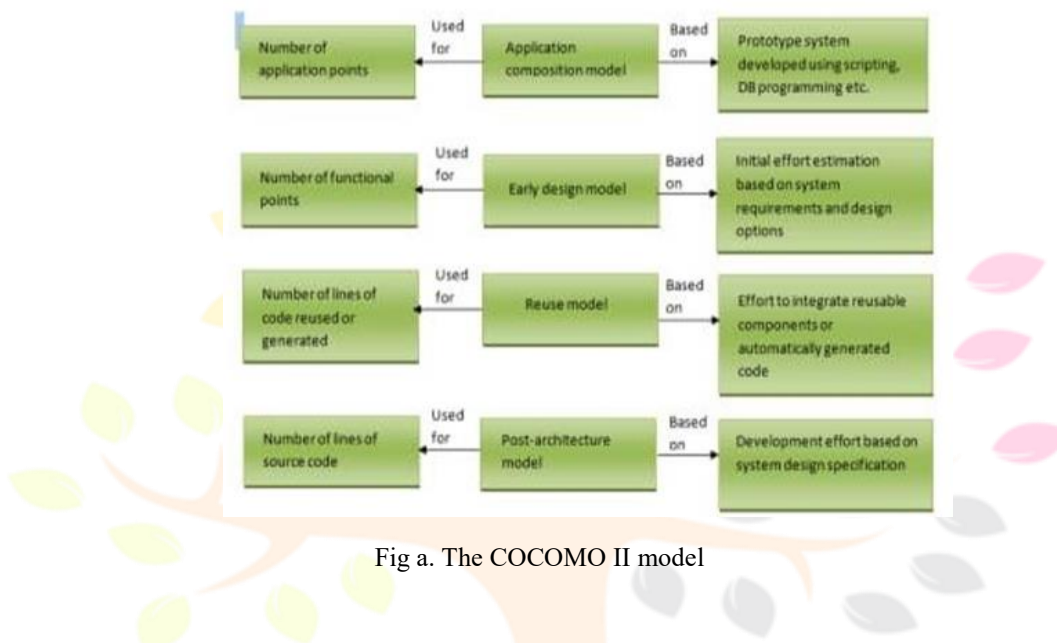 Number of
application points
Used
for
Application
composition model
Based
on
Prototype system
developed using scripting,
DB programming etc.
Number of functional
points
Used
for
Early design model
Based
on
Initial effort estimation
based on system
requirements and design
options
Number of lines of
code reused or
generated
Used
for
Reuse model
Based
on
Effort to integrate reusable
components or
automatically generated
code
Number of lines of
source code
Used
for
Post-architecture
model
Based
on
Development effort based on
system design specification
Fig a. The COCOMO II model